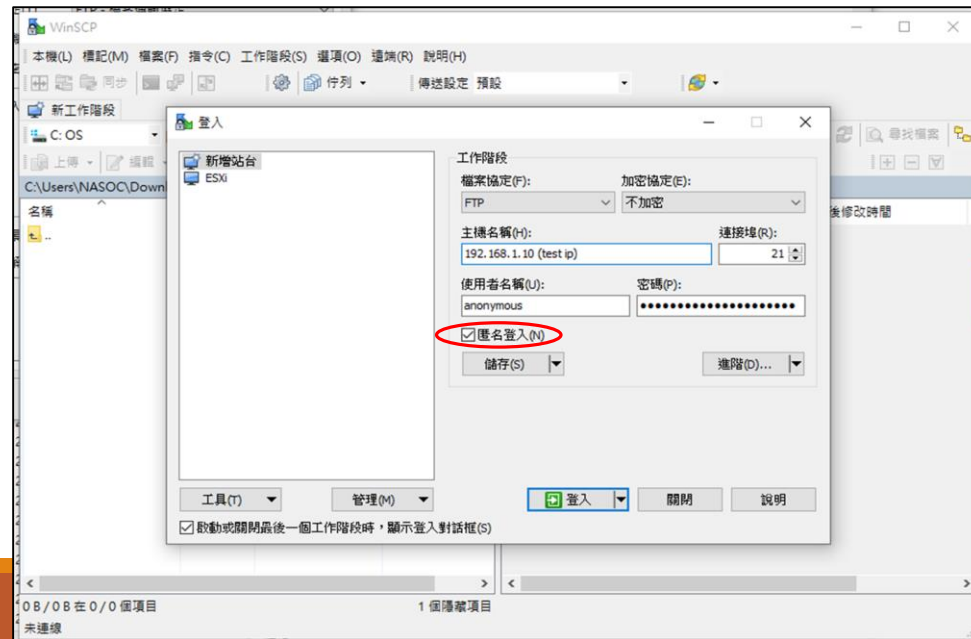 WinSCP
本機(L) 標記(M) 檔案(F) 指令(C) 工作階段(S) 選項(O) 遠端(R) 說明(H)
同步 佇列 傳送設定 預設
新工作階段
C: OS 尋找檔案
上傳 編輯
C:\Users\NASOC\Down
名稱 後修改時間
..
登入
新增站台
ESXi
工作階段
檔案協定(F): 加密協定(E):
FTP 不加密
主機名稱(H): 連接埠(R):
192.168.1.10 (test ip) 21
使用者名稱(U): 密碼(P):
anonymous
匿名登入(N)
儲存(S) 進階(D)...
工具(T) 管理(M) 登入 關閉 說明
啟動或關閉最後一個工作階段時，顯示登入對話框(S)
0 B / 0 B 在 0 / 0 個項目 1 個隱藏項目
未連線